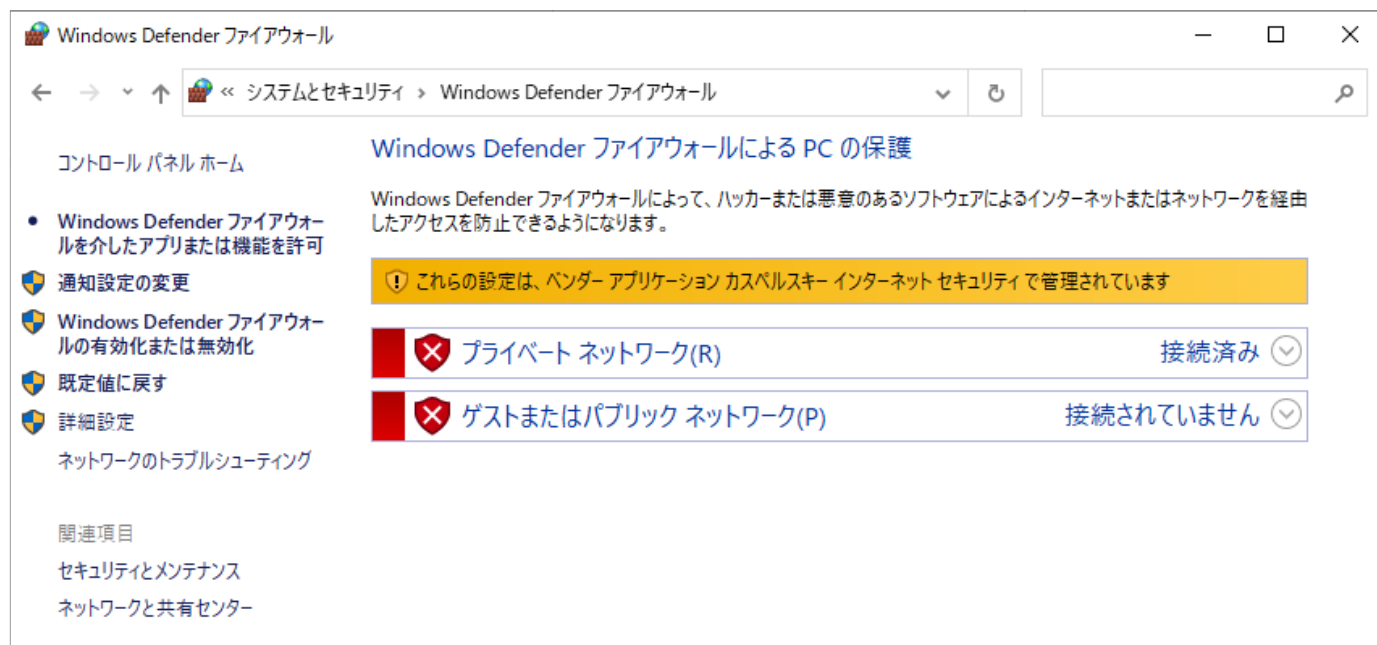 Windows Defender ファイアウォール
« システムとセキュリティ › Windows Defender ファイアウォール
コントロール パネル ホーム
• Windows Defender ファイアウォー
ルを介したアプリまたは機能を許可
通知設定の変更
Windows Defender ファイアウォー
ルの有効化または無効化
既定値に戻す
詳細設定
ネットワークのトラブルシューティング
関連項目
セキュリティとメンテナンス
ネットワークと共有センター
Windows Defender ファイアウォールによる PC の保護
Windows Defender ファイアウォールによって、ハッカーまたは悪意のあるソフトウェアによるインターネットまたはネットワークを経由
したアクセスを防止できるようになります。
これらの設定は、ベンダー アプリケーション カスペルスキー インターネット セキュリティ で管理されています
プライベート ネットワーク(R) 接続済み
ゲストまたはパブリック ネットワーク(P) 接続されていません